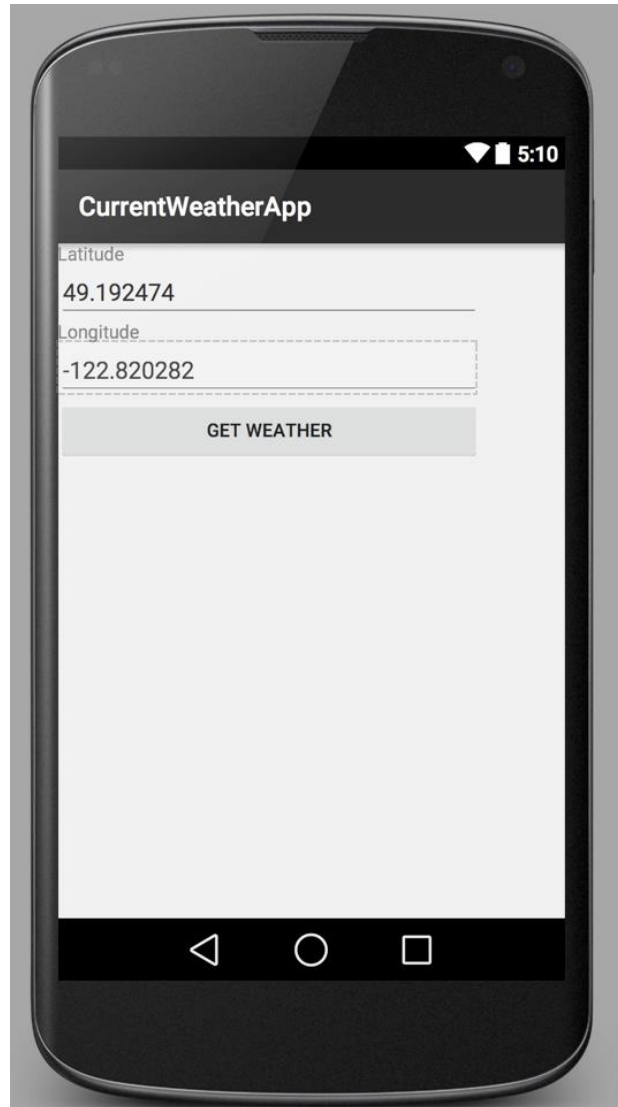 5:10
CurrentWeatherApp
Latitude
49.192474
Longitude
-122.820282
GET WEATHER